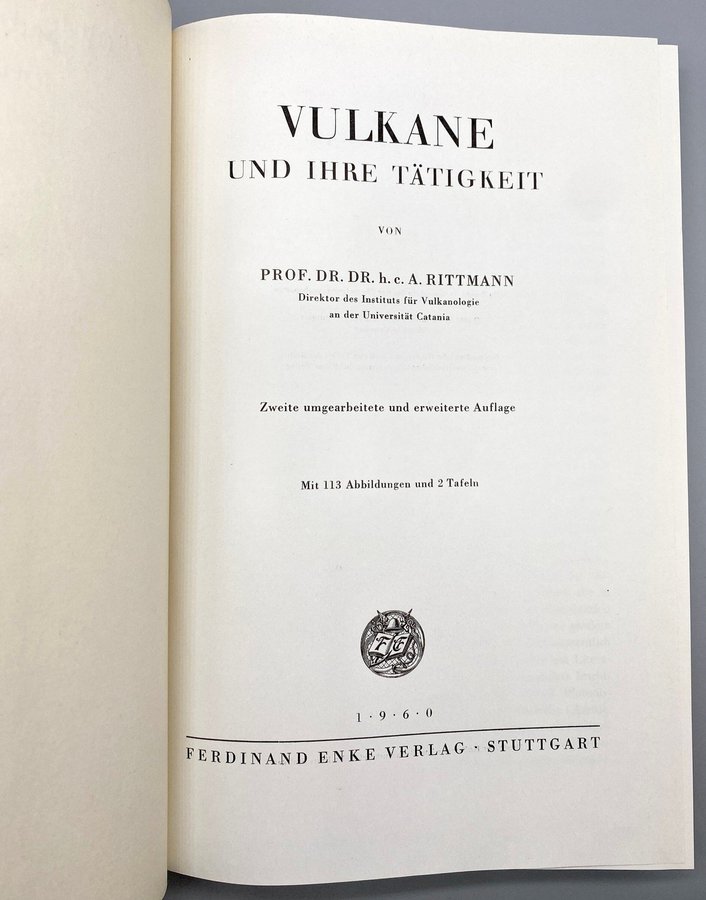 VULKANE
UND IHRE TÄTIGKEIT
VON
PROF. DR. DR. h. c. A. RITTMANN
Direktor des Instituts für Vulkanologie
an der Universität Catania
Zweite umgearbeitete und erweiterte Auflage
Mit 113 Abbildungen und 2 Tafeln
F E
1 · 9 · 6 · 0
FERDINAND ENKE VERLAG · STUTTGART